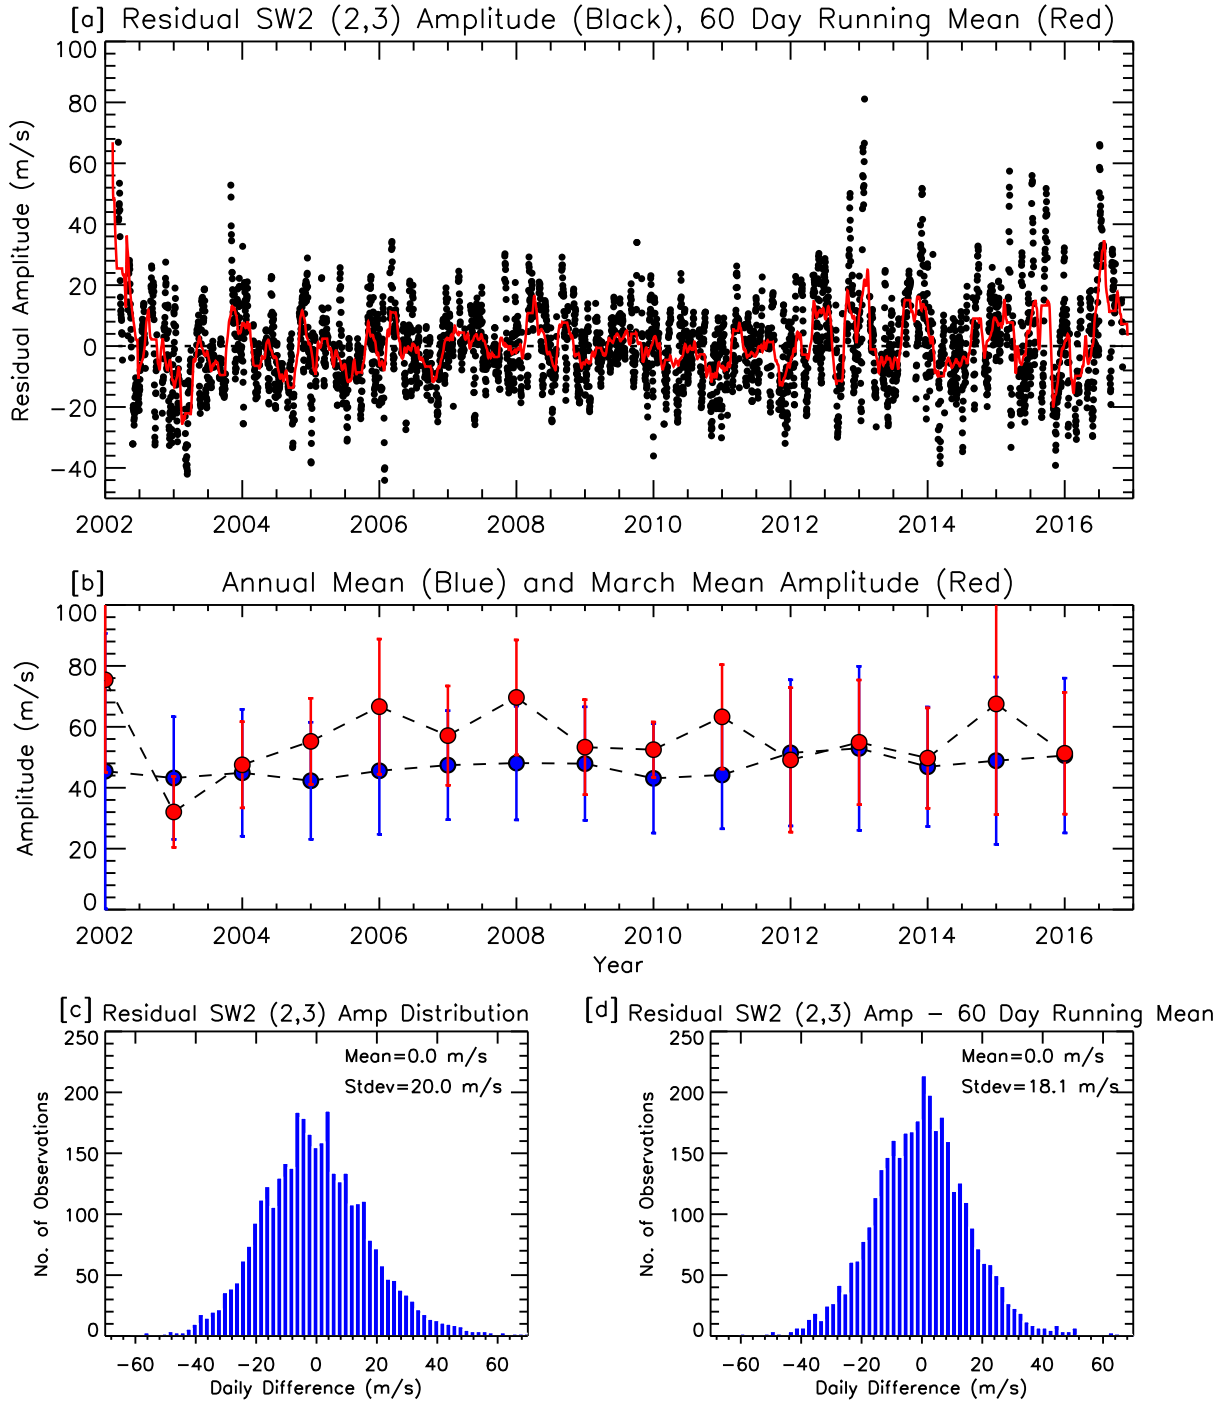 [a] Residual SW2 (2,3) Amplitude (Black), 60 Day Running Mean (Red)
100
80
60
40
20
0
−20
−40
Residual Amplitude (m/s)
2002 2004 2006 2008 2010 2012 2014 2016
[b] Annual Mean (Blue) and March Mean Amplitude (Red)
100
80
60
40
20
0
Amplitude (m/s)
2002 2004 2006 2008 2010 2012 2014 2016
Year
[c] Residual SW2 (2,3) Amp Distribution
250
200
150
100
50
0
No. of Observations
Mean=0.0 m/s
Stdev=20.0 m/s
−60 −40 −20 0 20 40 60
Daily Difference (m/s)
[d] Residual SW2 (2,3) Amp − 60 Day Running Mean
250
200
150
100
50
0
No. of Observations
Mean=0.0 m/s
Stdev=18.1 m/s
−60 −40 −20 0 20 40 60
Daily Difference (m/s)